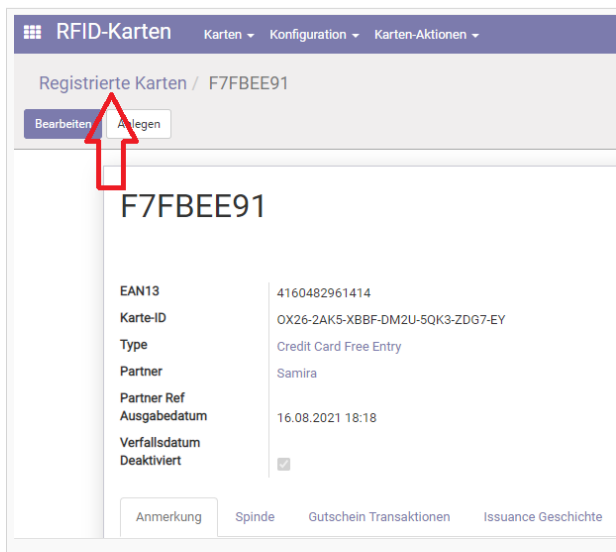 RFID-Karten Karten Konfiguration Karten-Aktionen
Registrierte Karten / F7FBEE91
Bearbeiten Anlegen
F7FBEE91
EAN13 4160482961414
Karte-ID OX26-2AK5-XBBF-DM2U-5QK3-ZDG7-EY
Type Credit Card Free Entry
Partner Samira
Partner Ref
Ausgabedatum 16.08.2021 18:18
Verfallsdatum
Deaktiviert
Anmerkung Spinde Gutschein Transaktionen Issuance Geschichte